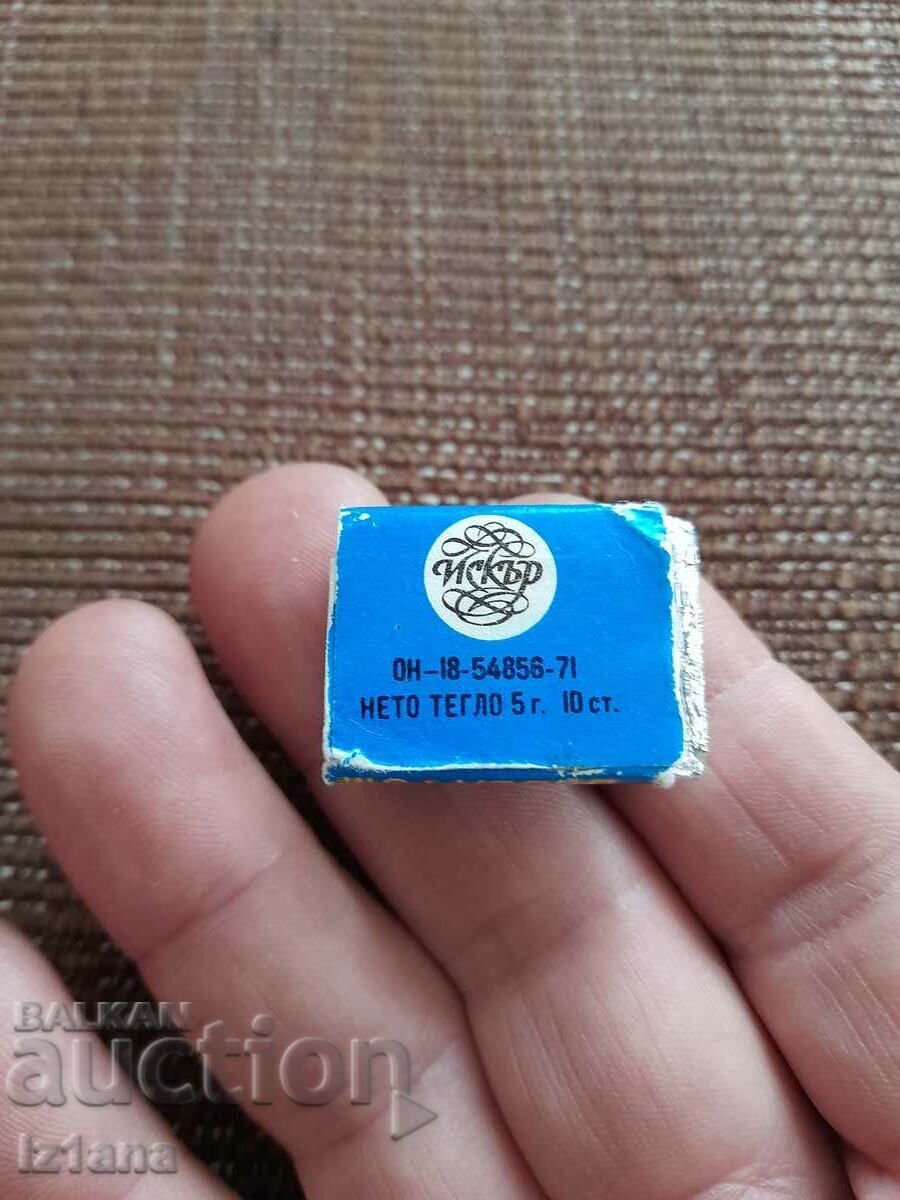 Искър
ОН-18-54856-71
НЕТО ТЕГЛО 5 г. 10 ст.
BALKAN
auction
iz1ana